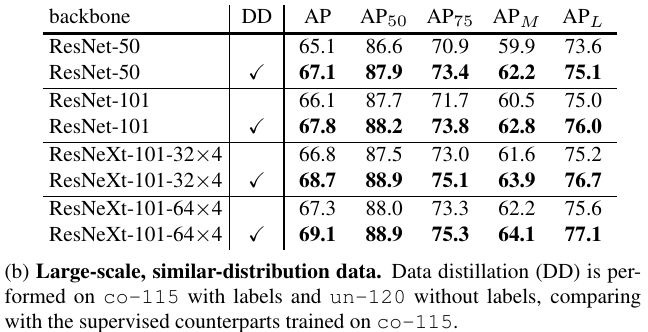 backbone DD AP AP50 AP75 APM APL
ResNet-50 65.1 86.6 70.9 59.9 73.6
ResNet-50 ✓ 67.1 87.9 73.4 62.2 75.1
ResNet-101 66.1 87.7 71.7 60.5 75.0
ResNet-101 ✓ 67.8 88.2 73.8 62.8 76.0
ResNeXt-101-32×4 66.8 87.5 73.0 61.6 75.2
ResNeXt-101-32×4 ✓ 68.7 88.9 75.1 63.9 76.7
ResNeXt-101-64×4 67.3 88.0 73.3 62.2 75.6
ResNeXt-101-64×4 ✓ 69.1 88.9 75.3 64.1 77.1
(b) Large-scale, similar-distribution data. Data distillation (DD) is per-
formed on co-115 with labels and un-120 without labels, comparing
with the supervised counterparts trained on co-115.